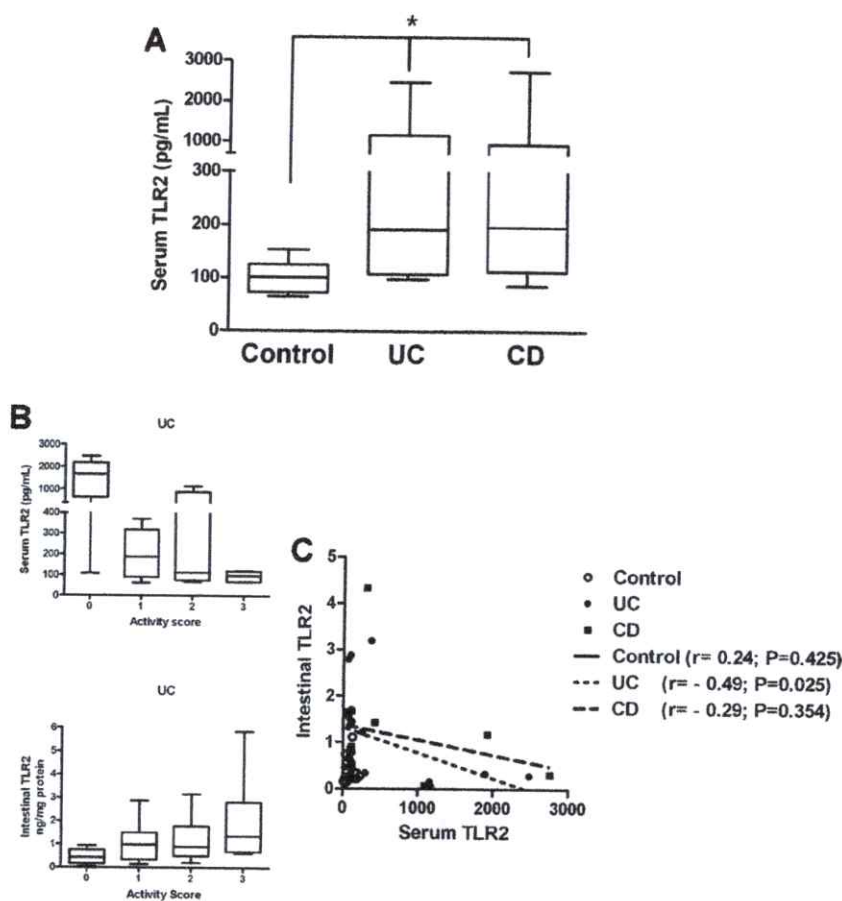 A
*
Serum TLR2 (pg/mL)
3000
2000
1000
300
200
100
0
Control UC CD
B
UC
Serum TLR2 (pg/mL)
3000
2000
1000
400
300
200
100
0
0 1 2 3
Activity score
UC
Intestinal TLR2
ng/mg protein
6
5
4
3
2
1
0
0 1 2 3
Activity Score
C
Intestinal TLR2
5
4
3
2
1
0
0 1000 2000 3000
Serum TLR2
Control
UC
CD
Control (r= 0.24; P=0.425)
UC (r= - 0.49; P=0.025)
CD (r= - 0.29; P=0.354)